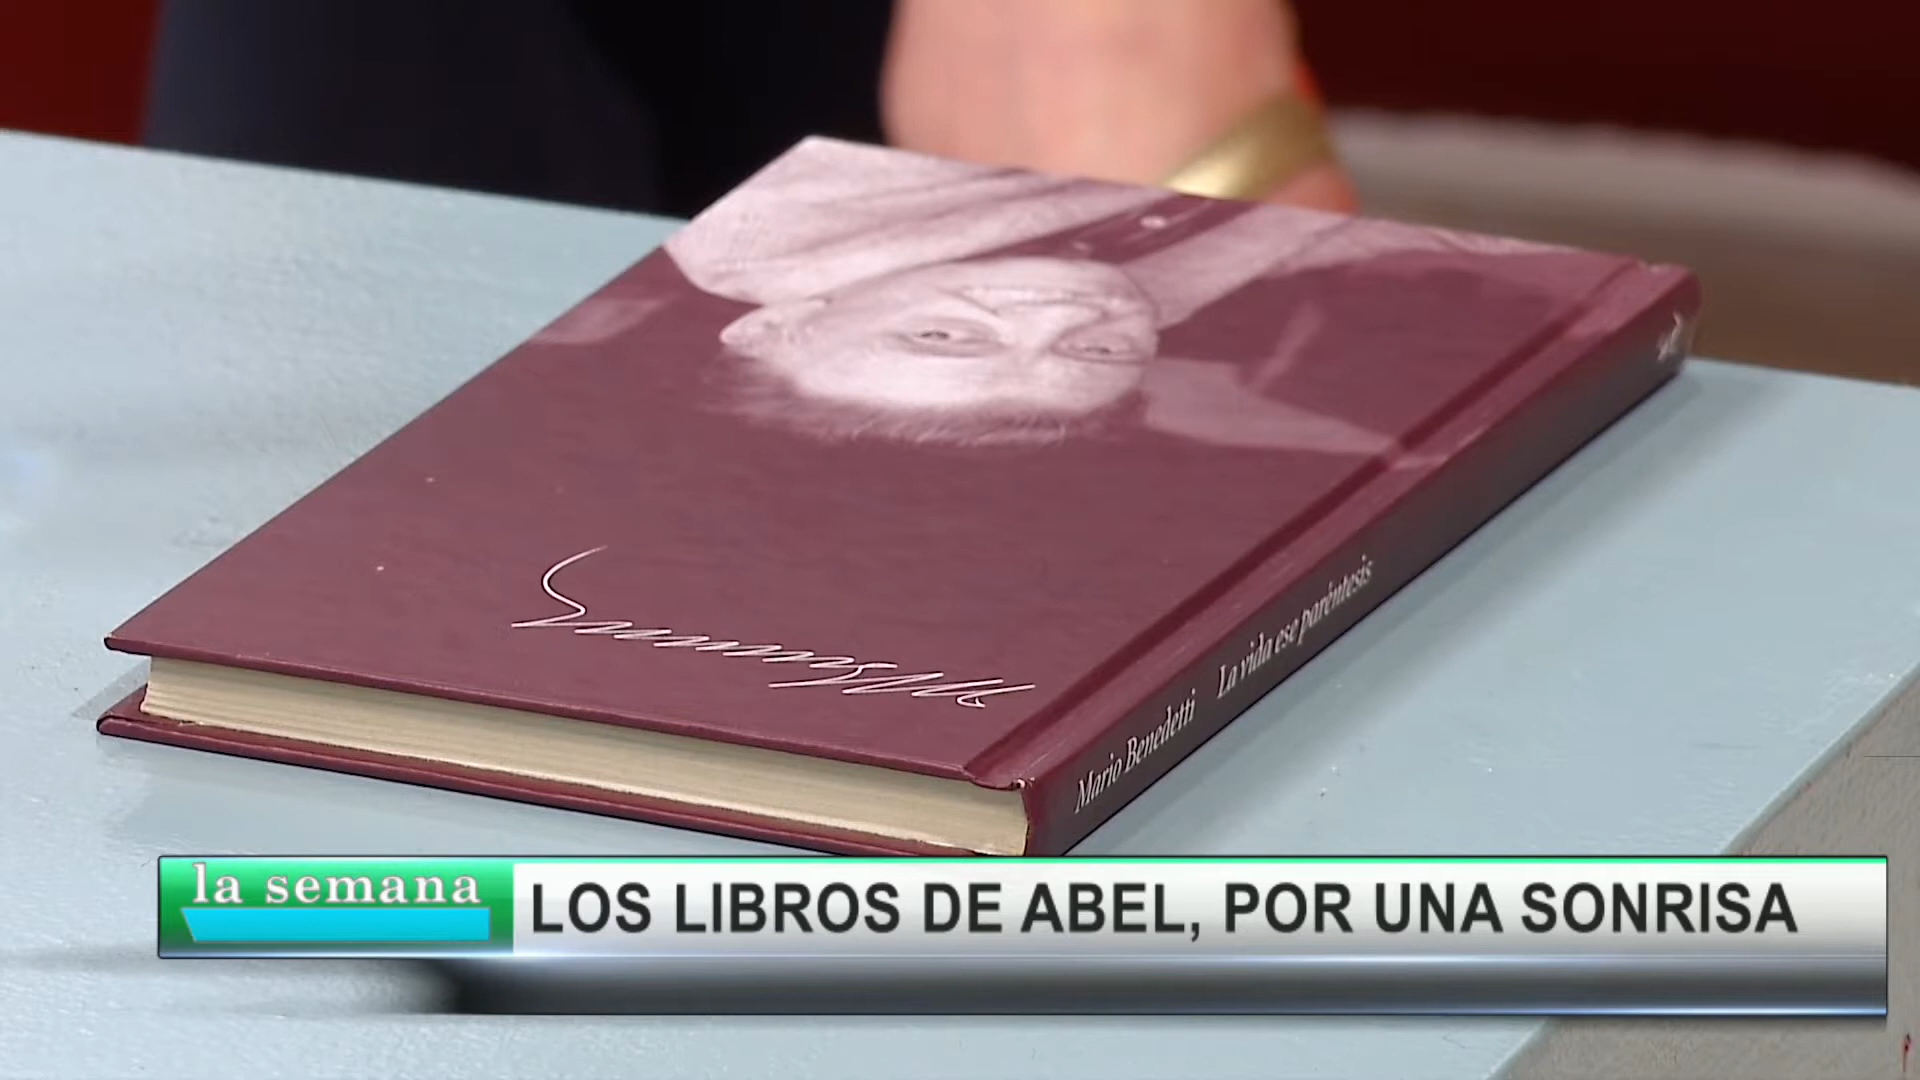 Mario Benedetti La vida ese paréntesis
la semana
LOS LIBROS DE ABEL, POR UNA SONRISA